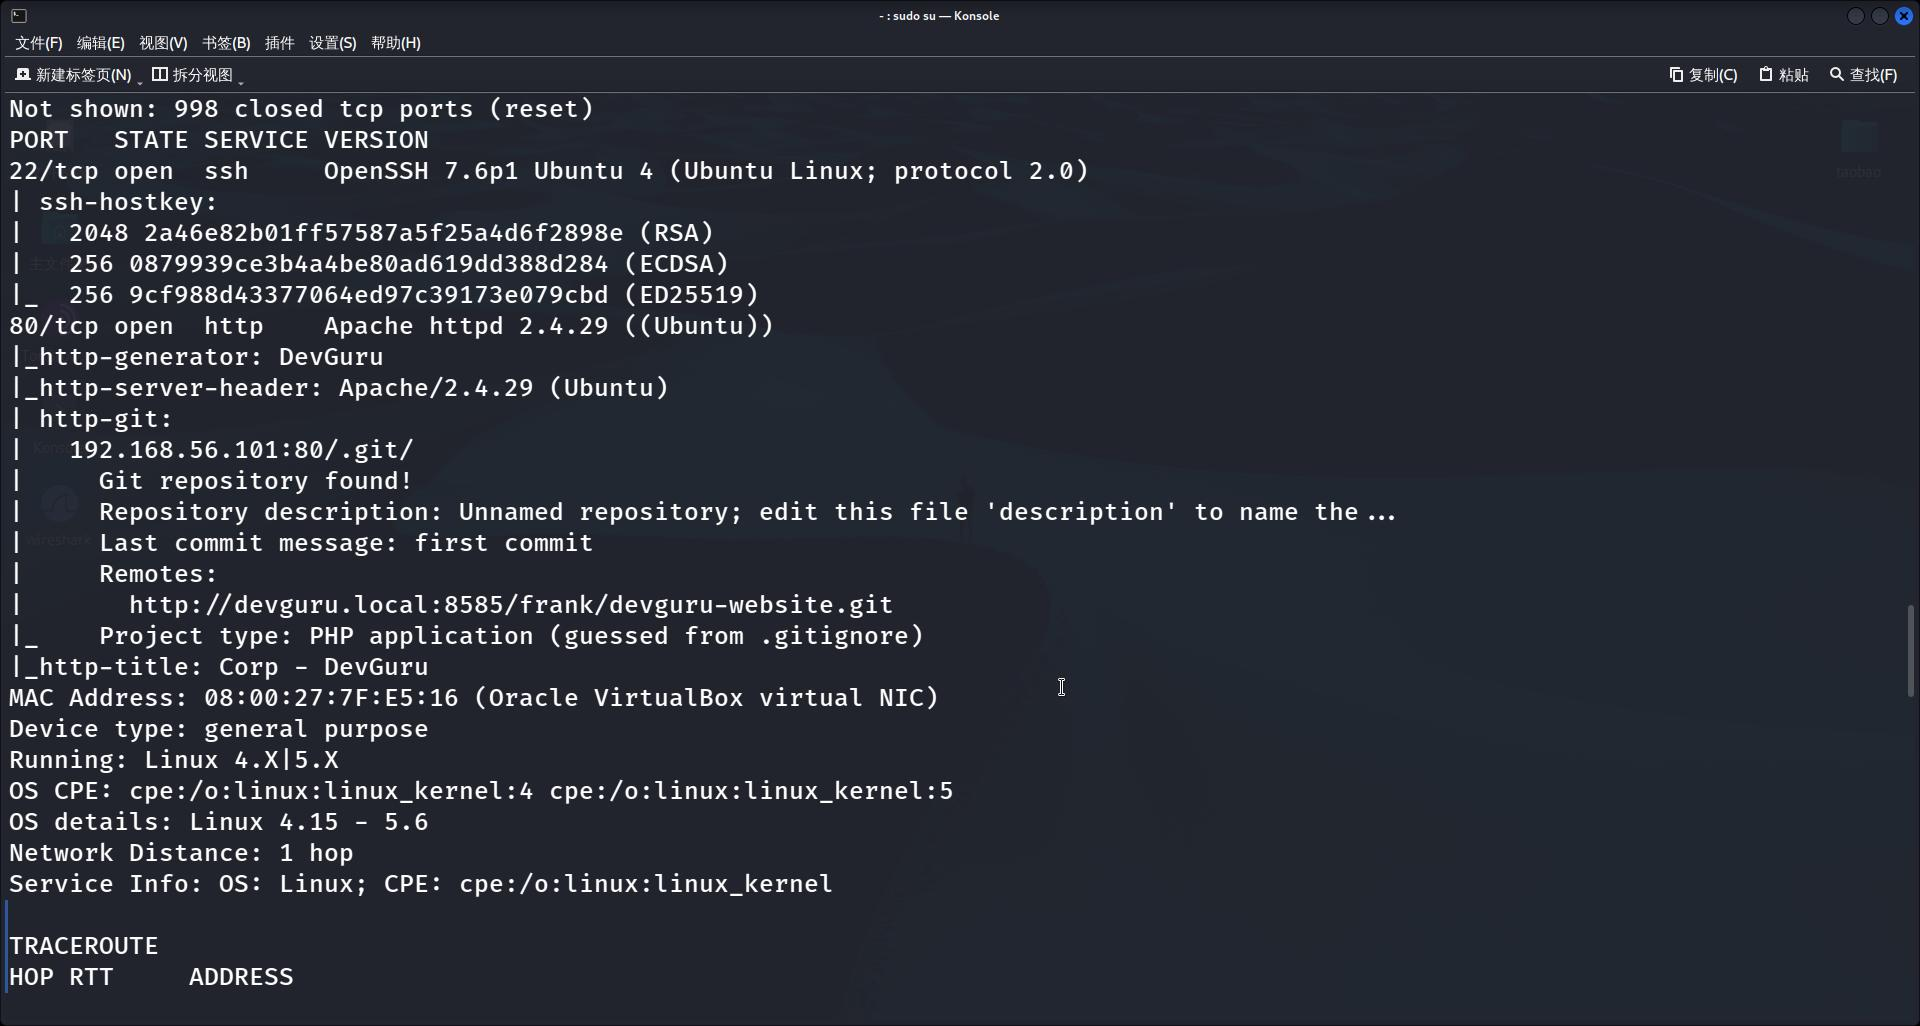 - : sudo su — Konsole
文件(F) 编辑(E) 视图(V) 书签(B) 插件 设置(S) 帮助(H)
新建标签页(N) 拆分视图 复制(C) 粘贴 查找(F)
Not shown: 998 closed tcp ports (reset)
PORT   STATE SERVICE VERSION
22/tcp open  ssh     OpenSSH 7.6p1 Ubuntu 4 (Ubuntu Linux; protocol 2.0)
| ssh-hostkey:
|   2048 2a46e82b01ff57587a5f25a4d6f2898e (RSA)
|   256 0879939ce3b4a4be80ad619dd388d284 (ECDSA)
|_  256 9cf988d43377064ed97c39173e079cbd (ED25519)
80/tcp open  http    Apache httpd 2.4.29 ((Ubuntu))
|_http-generator: DevGuru
|_http-server-header: Apache/2.4.29 (Ubuntu)
| http-git:
|   192.168.56.101:80/.git/
|     Git repository found!
|     Repository description: Unnamed repository; edit this file 'description' to name the...
|     Last commit message: first commit
|     Remotes:
|       http://devguru.local:8585/frank/devguru-website.git
|_    Project type: PHP application (guessed from .gitignore)
|_http-title: Corp - DevGuru
MAC Address: 08:00:27:7F:E5:16 (Oracle VirtualBox virtual NIC)
Device type: general purpose
Running: Linux 4.X|5.X
OS CPE: cpe:/o:linux:linux_kernel:4 cpe:/o:linux:linux_kernel:5
OS details: Linux 4.15 - 5.6
Network Distance: 1 hop
Service Info: OS: Linux; CPE: cpe:/o:linux:linux_kernel
TRACEROUTE
HOP RTT     ADDRESS
taobao
wireshark